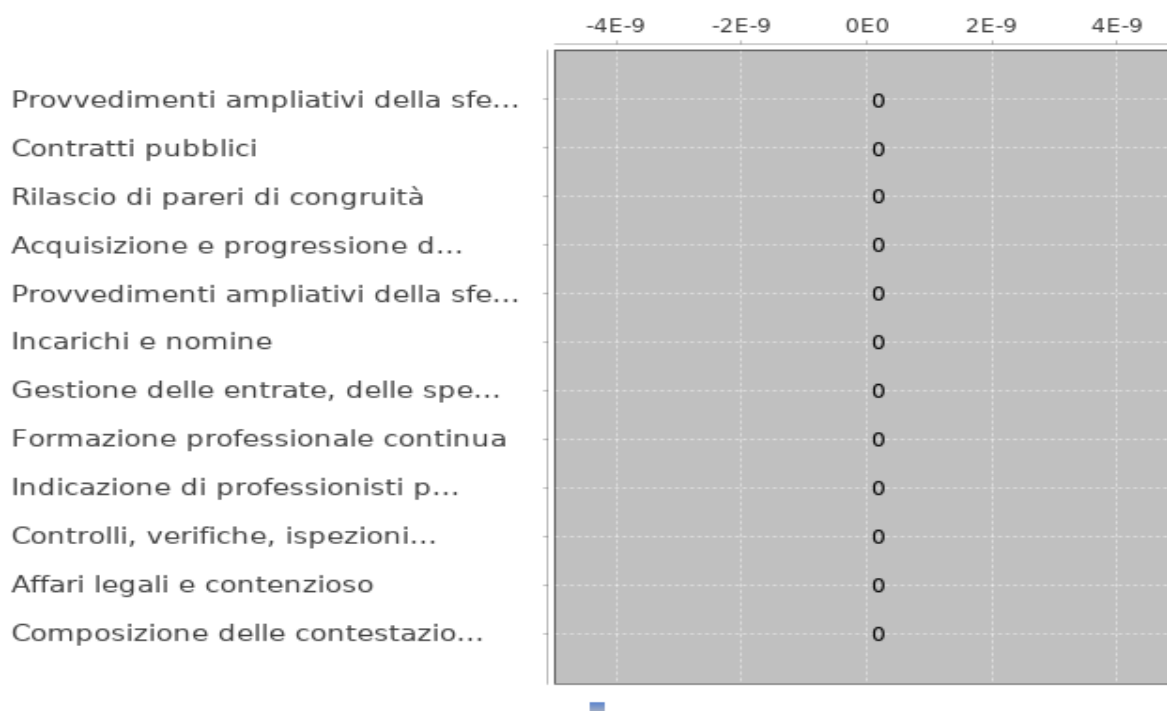 -4E-9 -2E-9 0E0 2E-9 4E-9
Provvedimenti ampliativi della sfe... 0
Contratti pubblici 0
Rilascio di pareri di congruità 0
Acquisizione e progressione d... 0
Provvedimenti ampliativi della sfe... 0
Incarichi e nomine 0
Gestione delle entrate, delle spe... 0
Formazione professionale continua 0
Indicazione di professionisti p... 0
Controlli, verifiche, ispezioni... 0
Affari legali e contenzioso 0
Composizione delle contestazio... 0